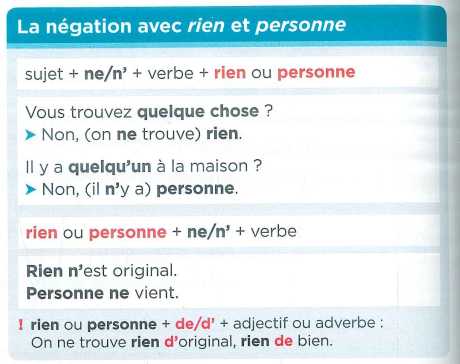 La négation avec rien et personne
sujet + ne/n' + verbe + rien ou personne
Vous trouvez quelque chose ?
➤ Non, (on ne trouve) rien.
Il y a quelqu'un à la maison ?
➤ Non, (il n'y a) personne.
rien ou personne + ne/n' + verbe
Rien n'est original.
Personne ne vient.
! rien ou personne + de/d' + adjectif ou adverbe :
On ne trouve rien d'original, rien de bien.